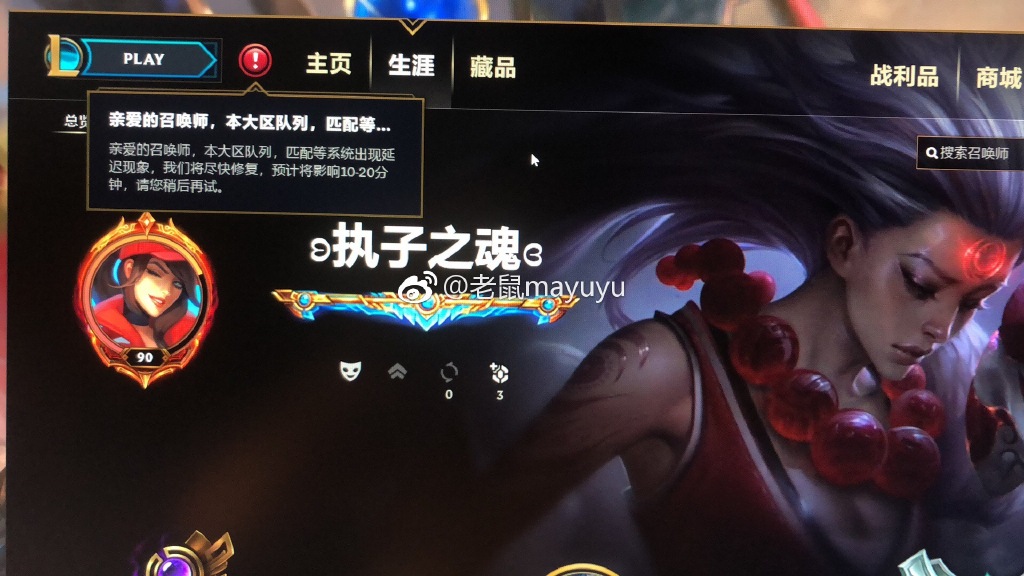 PLAY
主页
生涯
藏品
战利品
商城
总览
亲爱的召唤师，本大区队列，匹配等...
亲爱的召唤师，本大区队列，匹配等系统出现延
迟现象，我们将尽快修复，预计将影响10-20分
钟，请您稍后再试。
搜索召唤师
ʚ执子之魂ɞ
@老鼠mayuyu
90
0
3